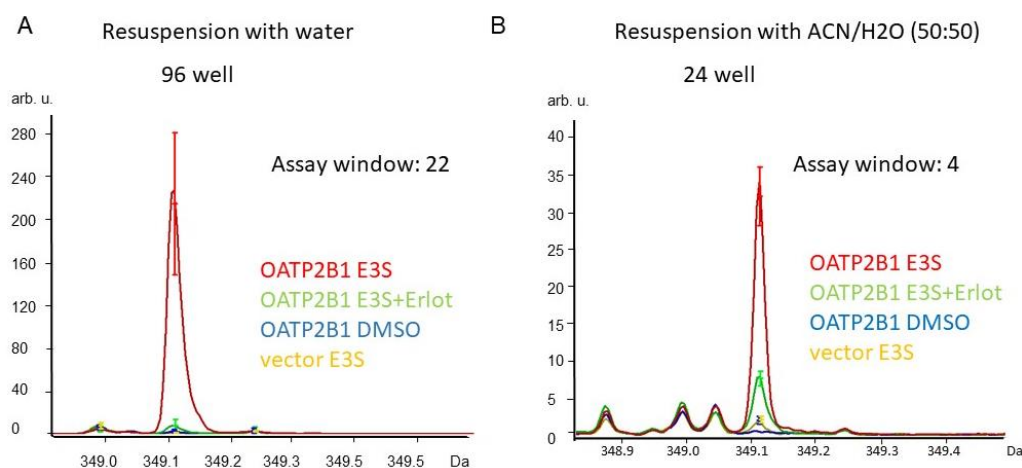 A
Resuspension with water
96 well
arb. u.
280
240
200
160
120
80
40
0
Assay window: 22
OATP2B1 E3S
OATP2B1 E3S+Erlot
OATP2B1 DMSO
vector E3S
349.0 349.1 349.2 349.3 349.5 349.5 Da
B
Resuspension with ACN/H2O (50:50)
24 well
arb. u.
40
35
30
25
20
15
10
5
0
Assay window: 4
OATP2B1 E3S
OATP2B1 E3S+Erlot
OATP2B1 DMSO
vector E3S
348.9 349.0 349.1 349.2 349.3 349.4 Da